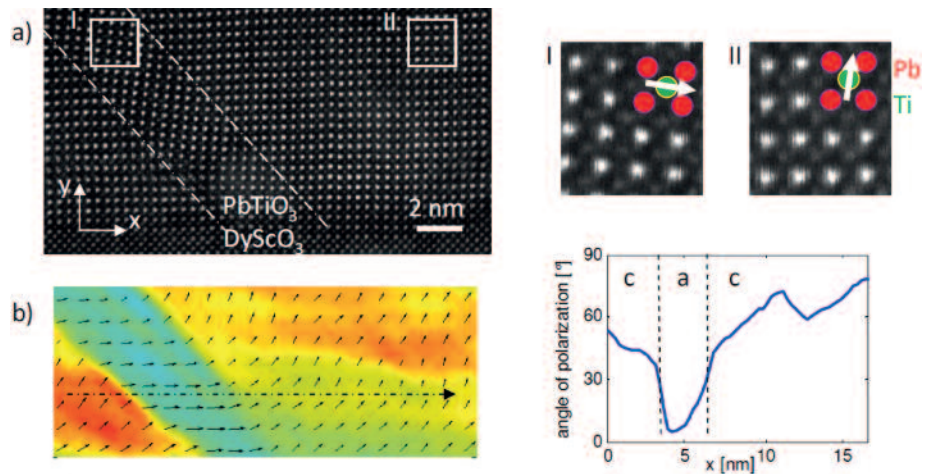 a)
I
II
y
x
PbTiO₃
DyScO₃
2 nm
I
II
Pb
Ti
b)
angle of polarization [°]
90
60
30
0
c
a
c
0
5
10
15
x [nm]